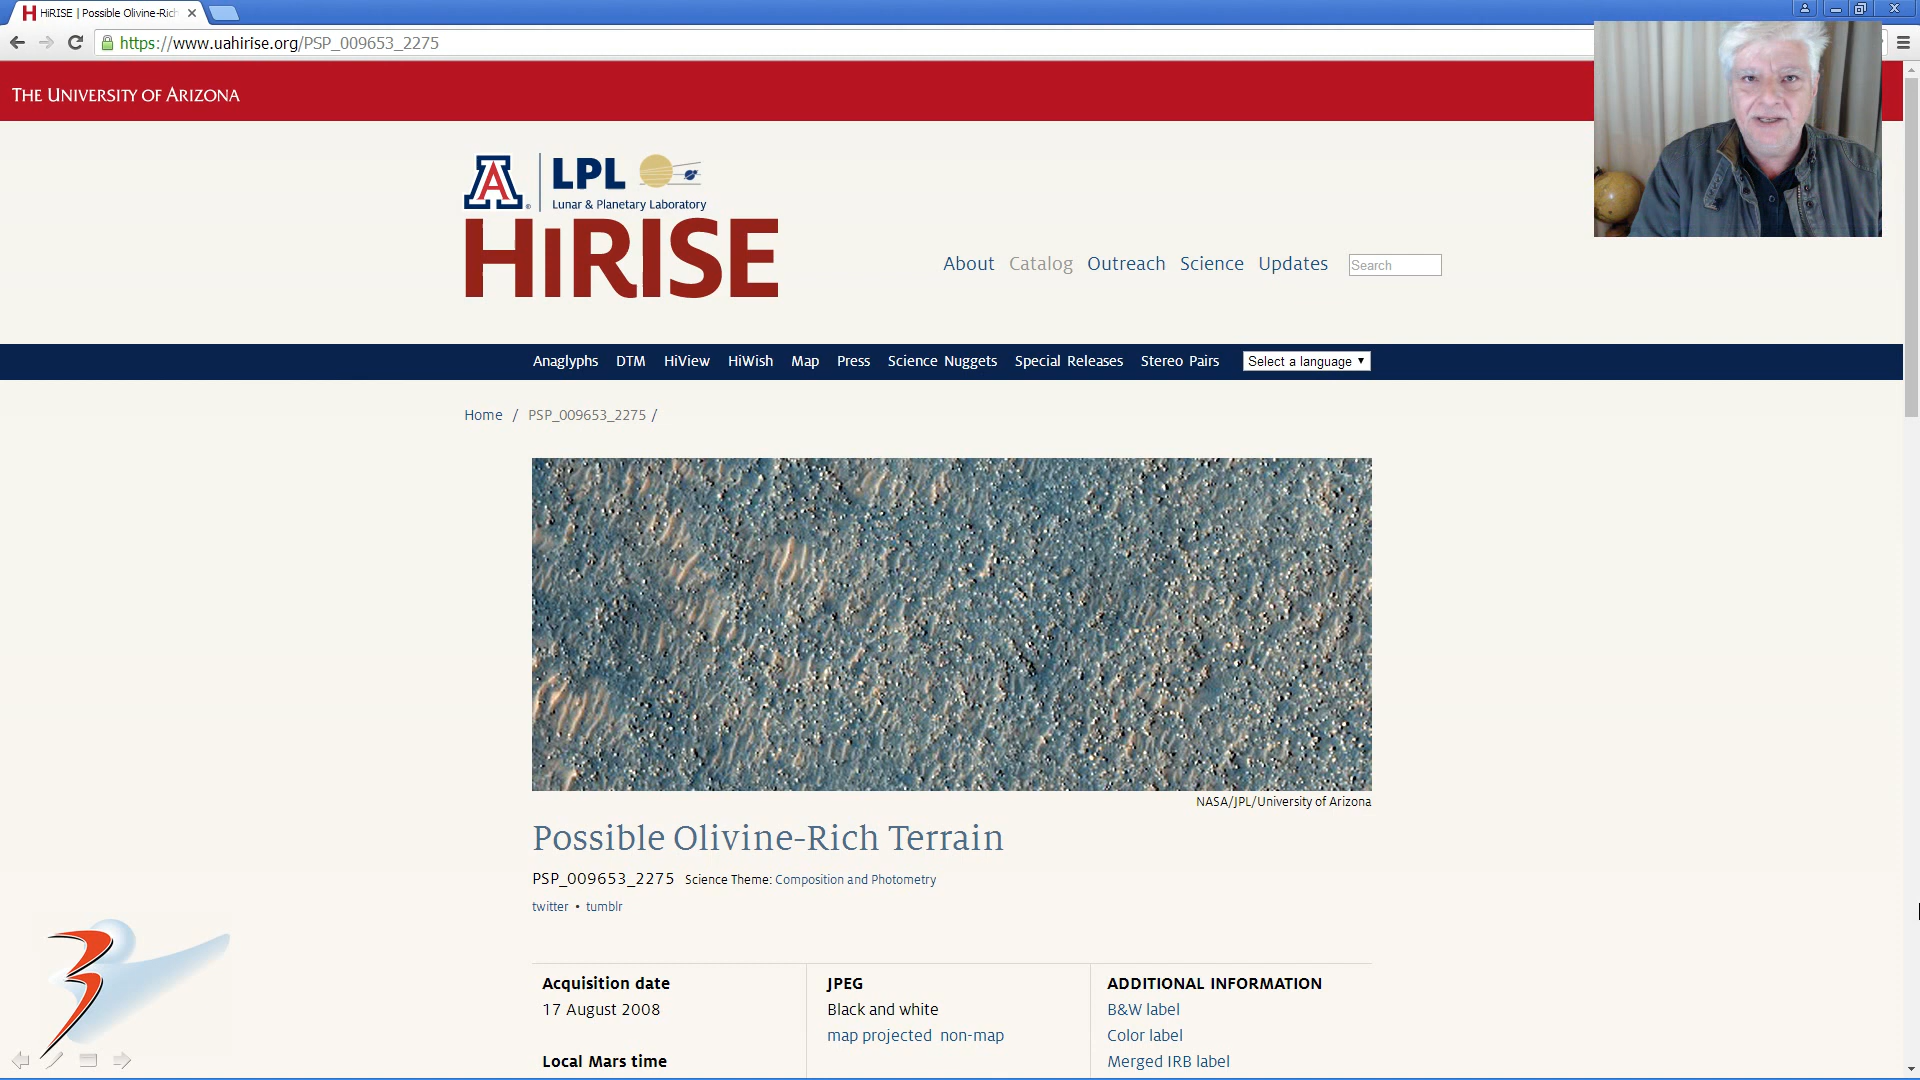 HiRISE | Possible Olivine-Rich
https://www.uahirise.org/PSP_009653_2275
THE UNIVERSITY OF ARIZONA
A
LPL
Lunar & Planetary Laboratory
HiRISE
About Catalog Outreach Science Updates Search
Anaglyphs DTM HiView HiWish Map Press Science Nuggets Special Releases Stereo Pairs Select a language
Home / PSP_009653_2275 /
NASA/JPL/University of Arizona
Possible Olivine-Rich Terrain
PSP_009653_2275 Science Theme: Composition and Photometry
twitter • tumblr
Acquisition date
17 August 2008
Local Mars time
JPEG
Black and white
map projected non-map
ADDITIONAL INFORMATION
B&W label
Color label
Merged IRB label